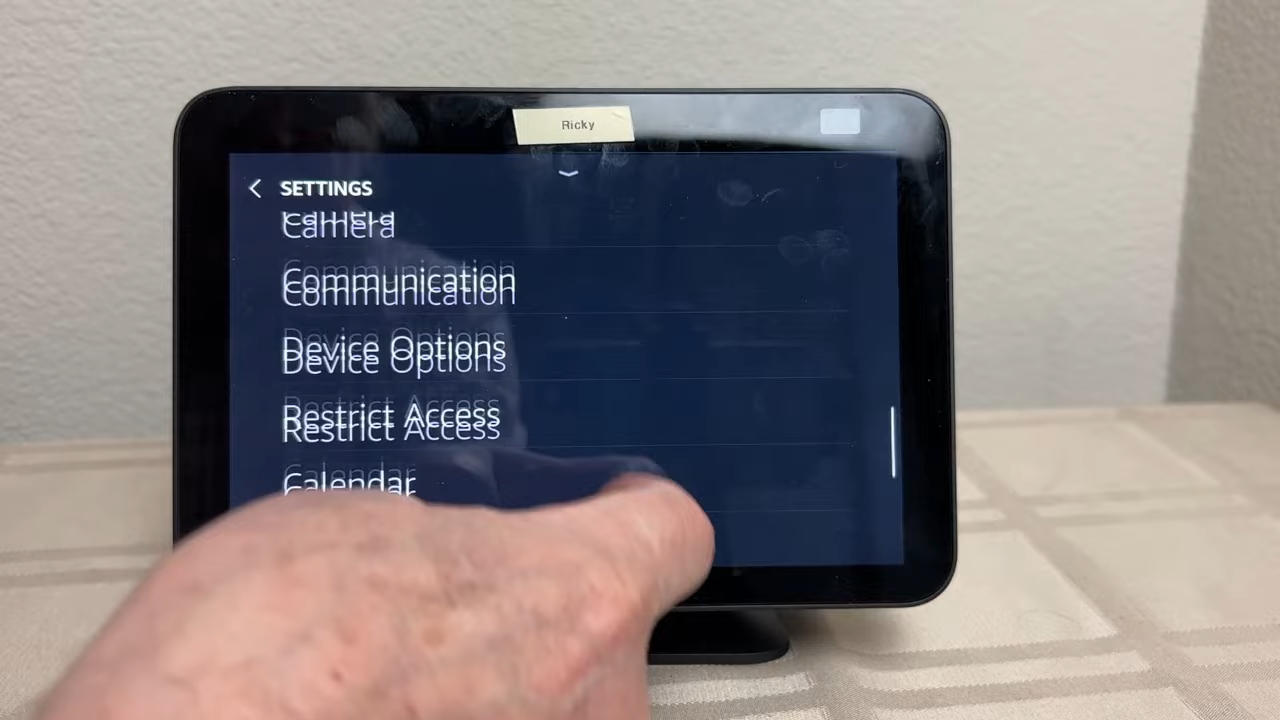 Ricky
SETTINGS
Camera
Communication
Device Options
Restrict Access
Calendar